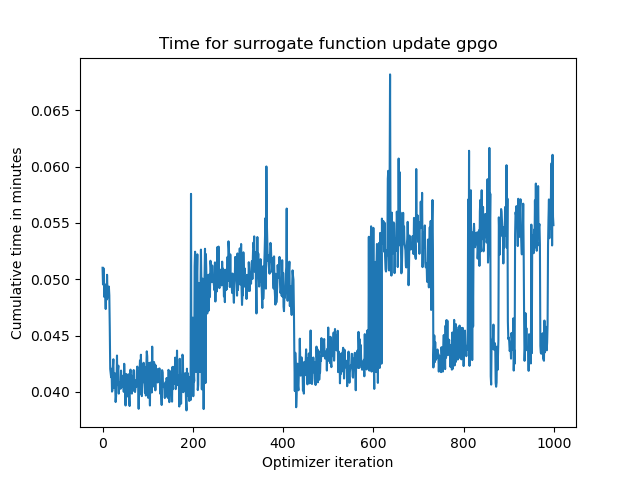 Time for surrogate function update gpgo
Cumulative time in minutes
0.065
0.060
0.055
0.050
0.045
0.040
0 200 400 600 800 1000
Optimizer iteration